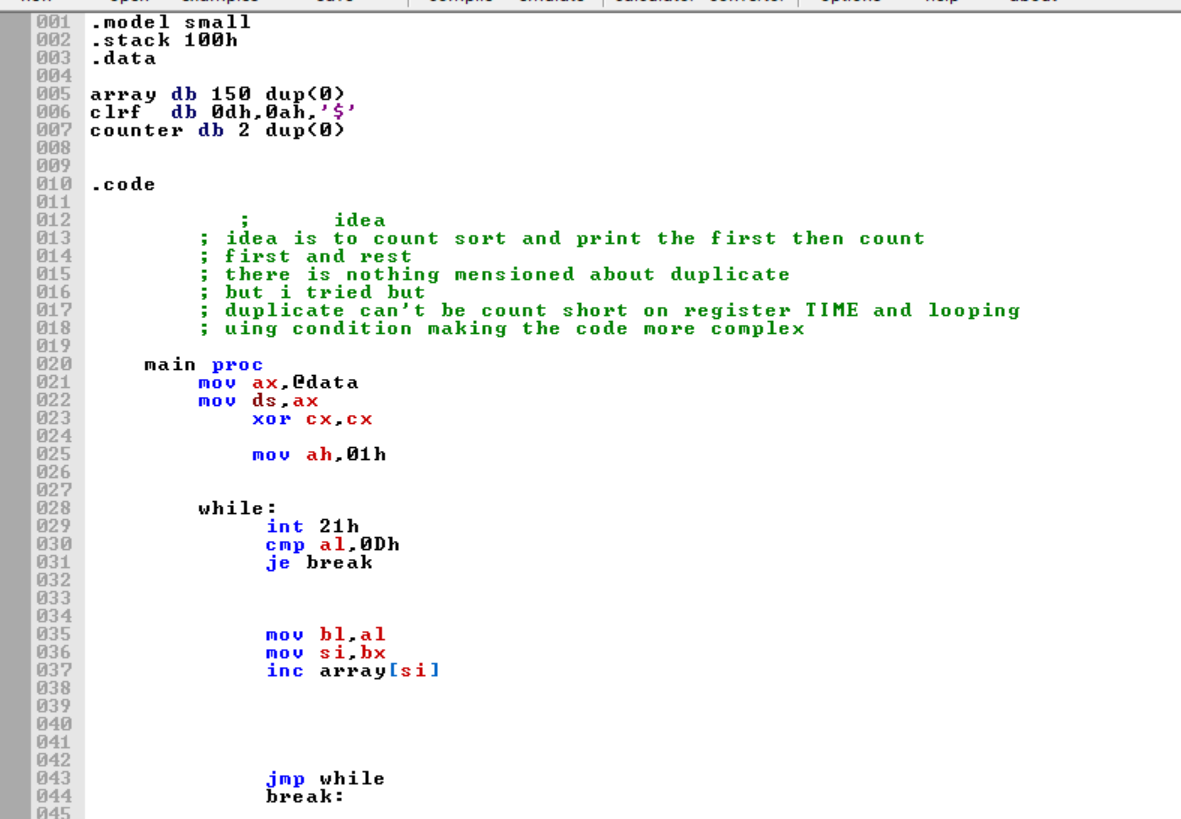 001 .model small
002 .stack 100h
003 .data
004
005 array db 150 dup(0)
006 clrf db 0dh,0ah,'$'
007 counter db 2 dup(0)
008
009
010 .code
011
012 ; idea
013 ; idea is to count sort and print the first then count
014 ; first and rest
015 ; there is nothing mensioned about duplicate
016 ; but i tried but
017 ; duplicate can't be count short on register TIME and looping
018 ; uing condition making the code more complex
019
020 main proc
021 mov ax,@data
022 mov ds,ax
023 xor cx,cx
024
025 mov ah,01h
026
027
028 while:
029 int 21h
030 cmp al,0Dh
031 je break
032
033
034
035 mov bl,al
036 mov si,bx
037 inc array[si]
038
039
040
041
042
043 jmp while
044 break:
045